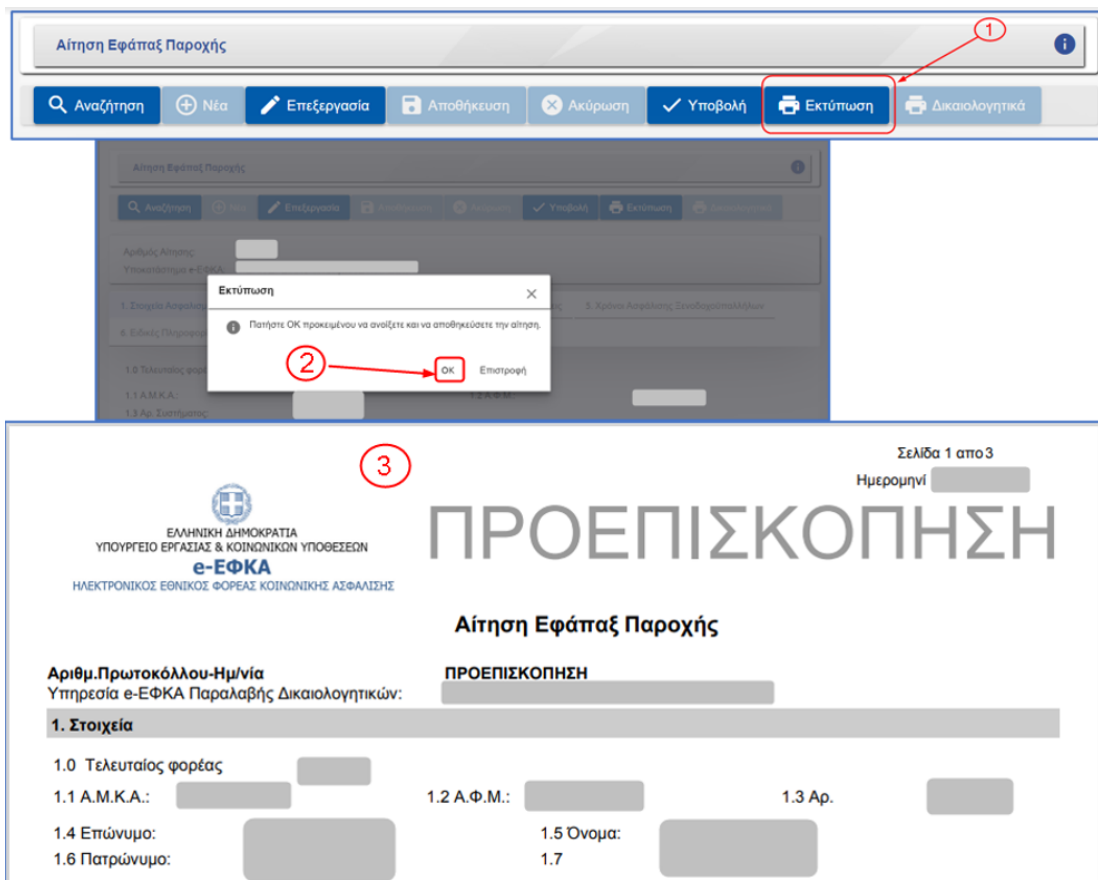 Αίτηση Εφάπαξ Παροχής
1
Αναζήτηση Νέα Επεξεργασία Αποθήκευση Ακύρωση Υποβολή Εκτύπωση Δικαιολογητικά
Αίτηση Εφάπαξ Παροχής
Αναζήτηση Νέα Επεξεργασία Αποθήκευση Ακύρωση Υποβολή Εκτύπωση Δικαιολογητικά
Αριθμός Αίτησης:
Υποκατάστημα e-ΕΦΚΑ:
Εκτύπωση
1. Στοιχεία 5. Χρόνοι Ασφάλισης Ξενοδοχοϋπαλλήλων
Πατήστε OK προκειμένου να ανοίξετε και να αποθηκεύσετε την αίτηση.
6. Ειδικές
2
OK Επιστροφή
1.0 Τελευταίος
1.1 Α.Μ.Κ.Α.: 1.2 Α.Φ.Μ.:
1.3 Αρ. Συστήματος:
3
Σελίδα 1 απο 3
Ημερομηνί
ΠΡΟΕΠΙΣΚΟΠΗΣΗ
ΕΛΛΗΝΙΚΗ ΔΗΜΟΚΡΑΤΙΑ
ΥΠΟΥΡΓΕΙΟ ΕΡΓΑΣΙΑΣ & ΚΟΙΝΩΝΙΚΩΝ ΥΠΟΘΕΣΕΩΝ
e-ΕΦΚΑ
ΗΛΕΚΤΡΟΝΙΚΟΣ ΕΘΝΙΚΟΣ ΦΟΡΕΑΣ ΚΟΙΝΩΝΙΚΗΣ ΑΣΦΑΛΙΣΗΣ
Αίτηση Εφάπαξ Παροχής
Αριθμ.Πρωτοκόλλου-Ημ/νία ΠΡΟΕΠΙΣΚΟΠΗΣΗ
Υπηρεσία e-ΕΦΚΑ Παραλαβής Δικαιολογητικών:
1. Στοιχεία
1.0 Τελευταίος φορέας
1.1 Α.Μ.Κ.Α.: 1.2 Α.Φ.Μ.: 1.3 Αρ.
1.4 Επώνυμο: 1.5 Όνομα:
1.6 Πατρώνυμο: 1.7